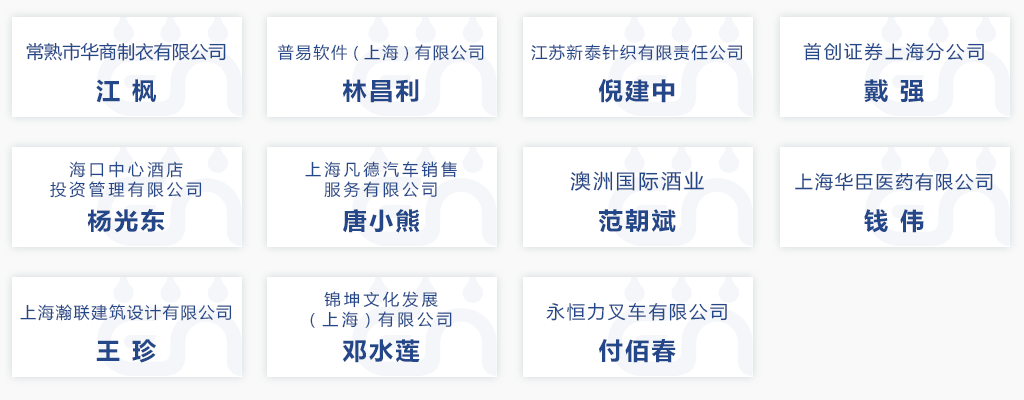 常熟市华商制衣有限公司
江 枫
普易软件(上海)有限公司
林昌利
江苏新泰针织有限责任公司
倪建中
首创证券上海分公司
戴 强
海口中心酒店
投资管理有限公司
杨光东
上海凡德汽车销售
服务有限公司
唐小熊
澳洲国际酒业
范朝斌
上海华臣医药有限公司
钱 伟
上海瀚联建筑设计有限公司
王 珍
锦坤文化发展
(上海)有限公司
邓水莲
永恒力叉车有限公司
付佰春